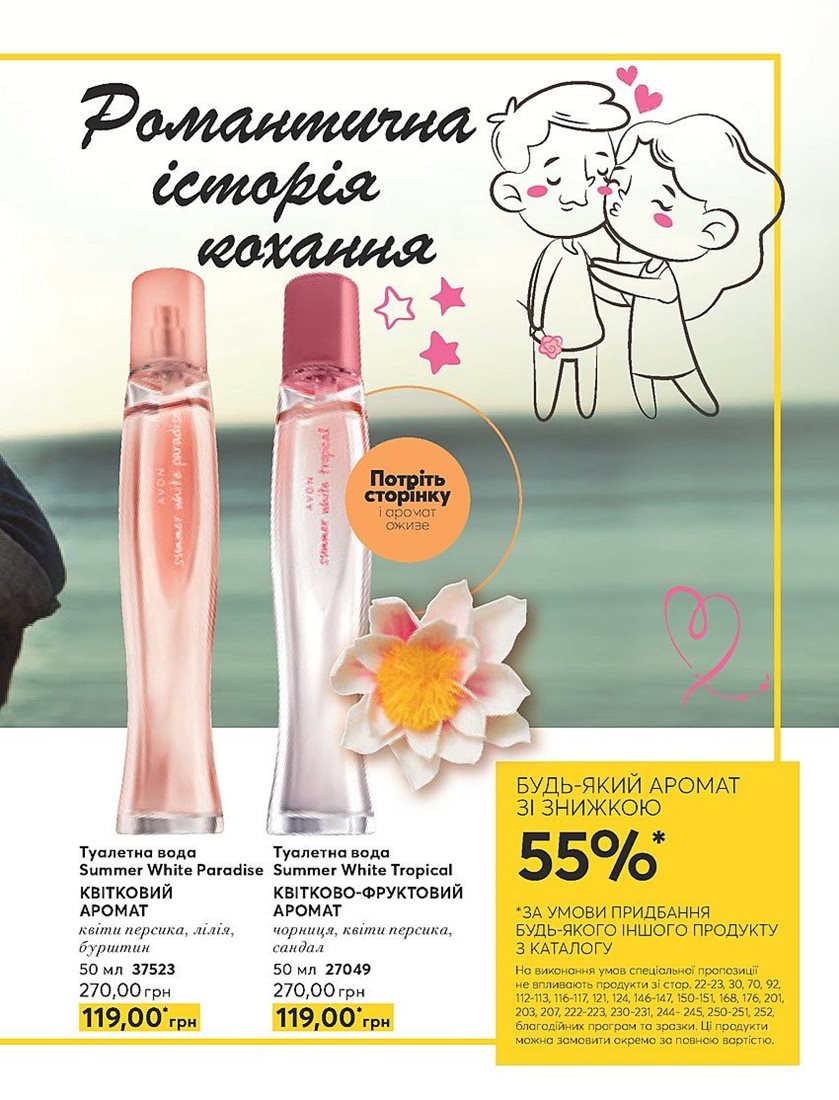 Романтична
історія
кохання
AVON
summer white paradise
AVON
summer white tropical
Потріть
сторінку
і аромат
оживе
Туалетна вода
Summer White Paradise
КВІТКОВИЙ
АРОМАТ
квіти персика, лілія,
бурштин
50 мл 37523
270,00 грн
119,00* грн
Туалетна вода
Summer White Tropical
КВІТКОВО-ФРУКТОВИЙ
АРОМАТ
чорниця, квіти персика,
сандал
50 мл 27049
270,00 грн
119,00* грн
БУДЬ-ЯКИЙ АРОМАТ
ЗІ ЗНИЖКОЮ
55%*
*ЗА УМОВИ ПРИДБАННЯ
БУДЬ-ЯКОГО ІНШОГО ПРОДУКТУ
З КАТАЛОГУ
На виконання умов спеціальної пропозиції
не впливають продукти зі стор. 22-23, 30, 70, 92,
112-113, 116-117, 121, 124, 146-147, 150-151, 168, 176, 201,
203, 207, 222-223, 230-231, 244- 245, 250-251, 252,
благодійних програм та зразки. Ці продукти
можна замовити окремо за повною вартістю.